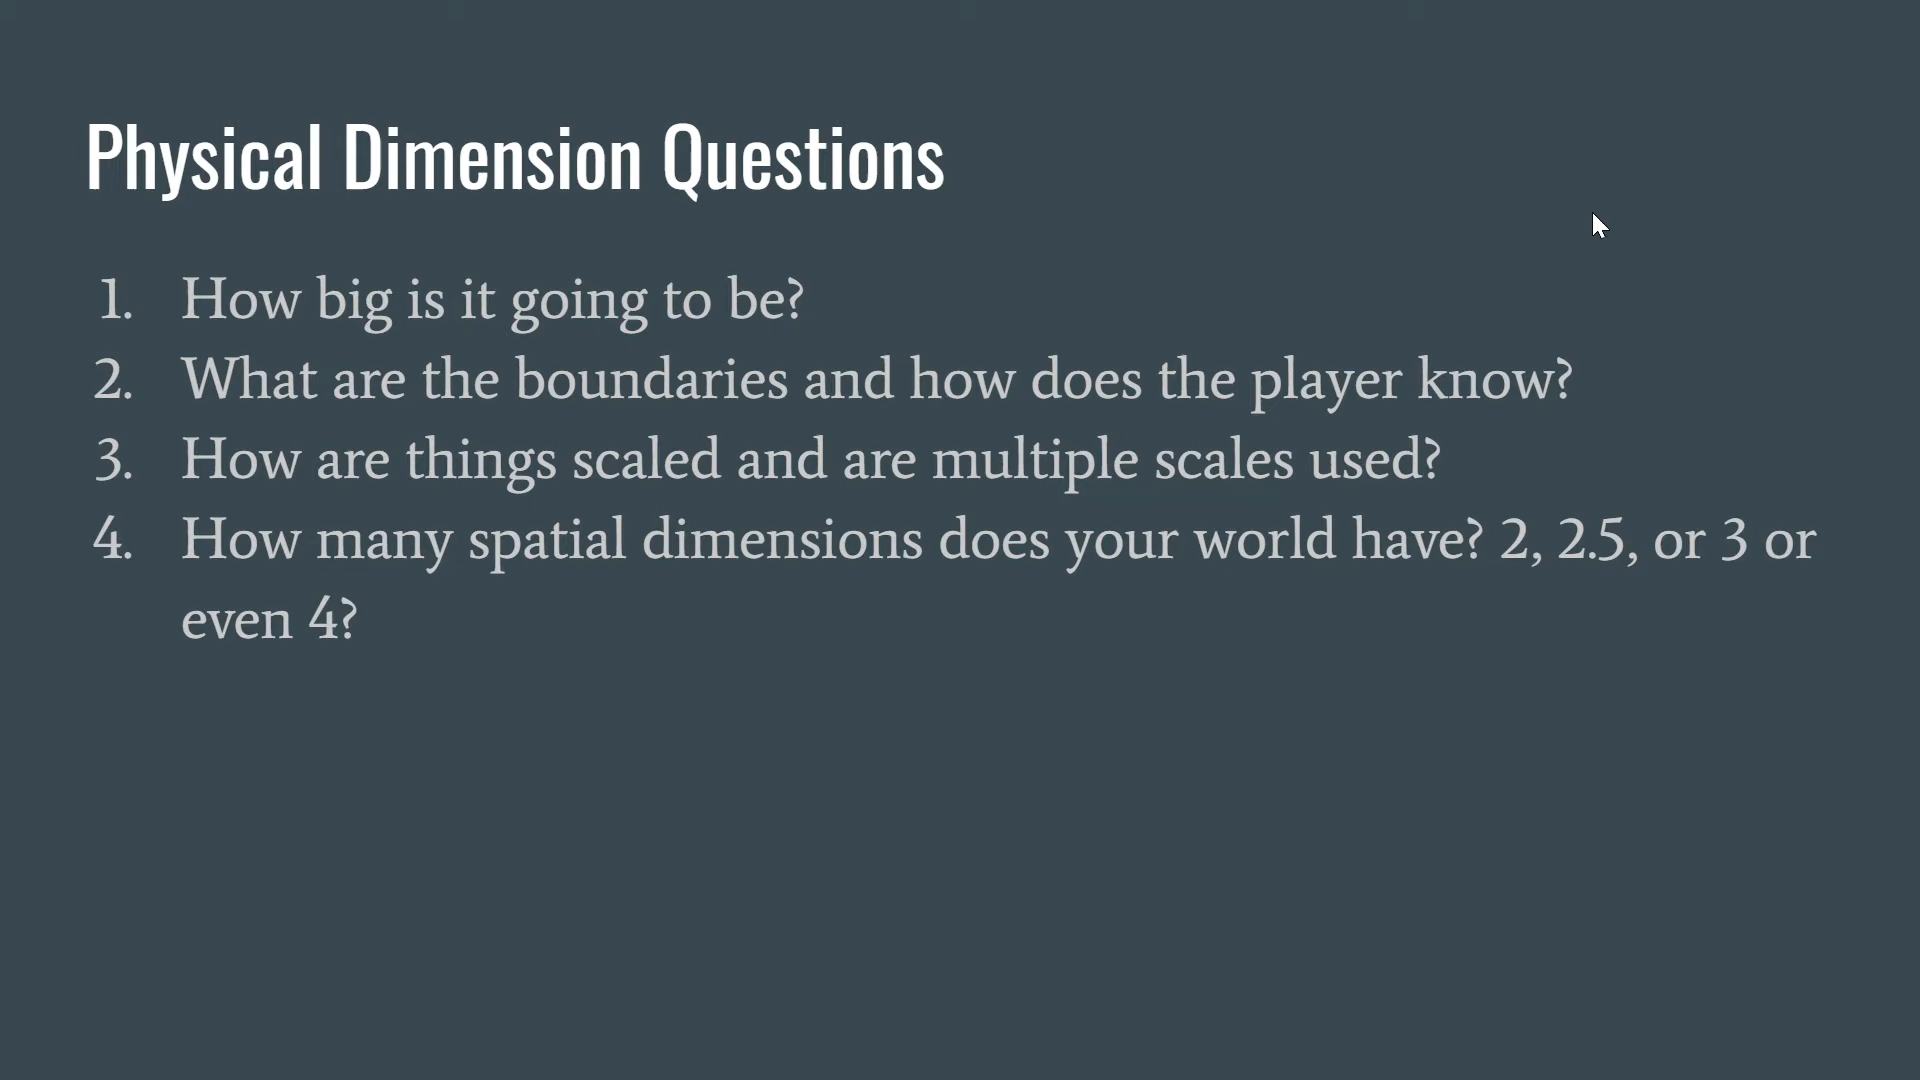 Physical Dimension Questions
1. How big is it going to be?
2. What are the boundaries and how does the player know?
3. How are things scaled and are multiple scales used?
4. How many spatial dimensions does your world have? 2, 2.5, or 3 or
even 4?